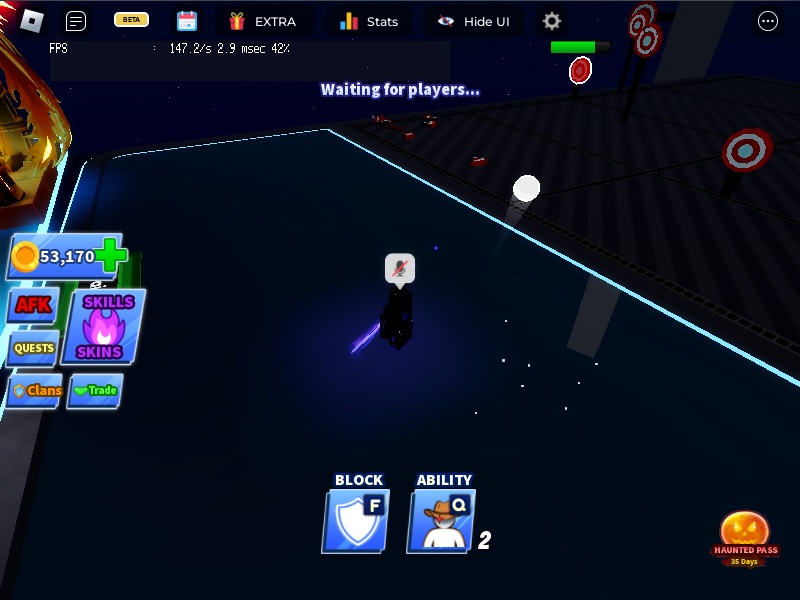 BETA
EXTRA
Stats
Hide UI
FPS : 147.2/s 2.9 msec 42%
Waiting for players...
53,170
AFK
SKILLS
QUESTS
SKINS
Clans
Trade
BLOCK
ABILITY
F
Q
2
HAUNTED PASS
35 Days